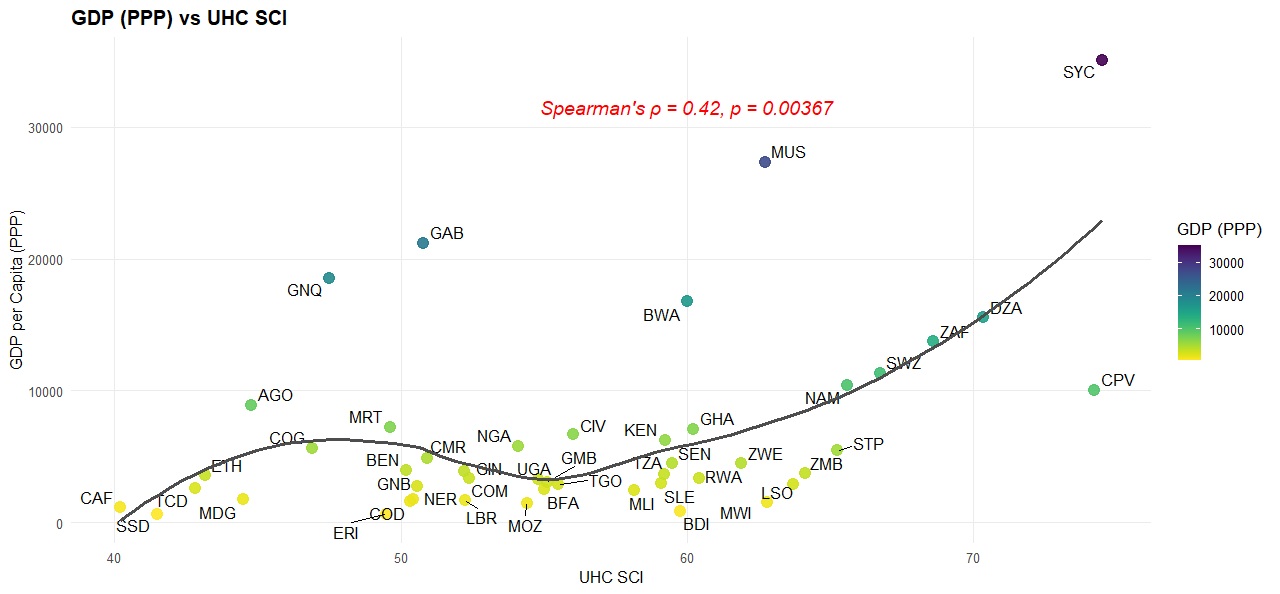 GDP (PPP) vs UHC SCI
SYC
Spearman's ρ = 0.42, p = 0.00367
30000
MUS
GDP (PPP)
GAB
30000
20000
GNQ
20000
BWA
DZA
10000
ZAF
SWZ
CPV
10000
AGO
NAM
MRT
GHA
CIV
KEN
NGA
COG
STP
CMR
SEN
ZWE
GMB
BEN
ETH
TZA
ZMB
GIN
UGA
RWA
TGO
GNB
COM
LSO
CAF
TCD
NER
SLE
BFA
MLI
MDG
COD
MWI
LBR
BDI
SSD
MOZ
ERI
0
40
50
60
70
UHC SCI
GDP per Capita (PPP)